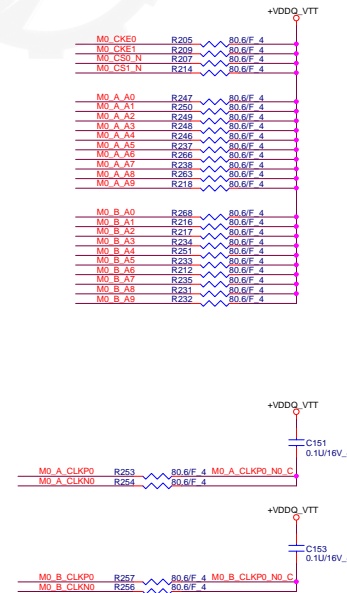 +VDDQ_VTT
M0_CKE0 R205 80.6/F_4
M0_CKE1 R209 80.6/F_4
M0_CS0_N R207 80.6/F_4
M0_CS1_N R214 80.6/F_4
M0_A_A0 R247 80.6/F_4
M0_A_A1 R250 80.6/F_4
M0_A_A2 R249 80.6/F_4
M0_A_A3 R248 80.6/F_4
M0_A_A4 R246 80.6/F_4
M0_A_A5 R237 80.6/F_4
M0_A_A6 R266 80.6/F_4
M0_A_A7 R238 80.6/F_4
M0_A_A8 R263 80.6/F_4
M0_A_A9 R218 80.6/F_4
M0_B_A0 R268 80.6/F_4
M0_B_A1 R216 80.6/F_4
M0_B_A2 R217 80.6/F_4
M0_B_A3 R234 80.6/F_4
M0_B_A4 R251 80.6/F_4
M0_B_A5 R233 80.6/F_4
M0_B_A6 R212 80.6/F_4
M0_B_A7 R235 80.6/F_4
M0_B_A8 R231 80.6/F_4
M0_B_A9 R232 80.6/F_4
+VDDQ_VTT
C151
0.1U/16V_
M0_A_CLKP0 R253 80.6/F_4 M0_A_CLKP0_N0_C
M0_A_CLKN0 R254 80.6/F_4
+VDDQ_VTT
C153
0.1U/16V_
M0_B_CLKP0 R257 80.6/F_4 M0_B_CLKP0_N0_C
M0_B_CLKN0 R256 80.6/F_4